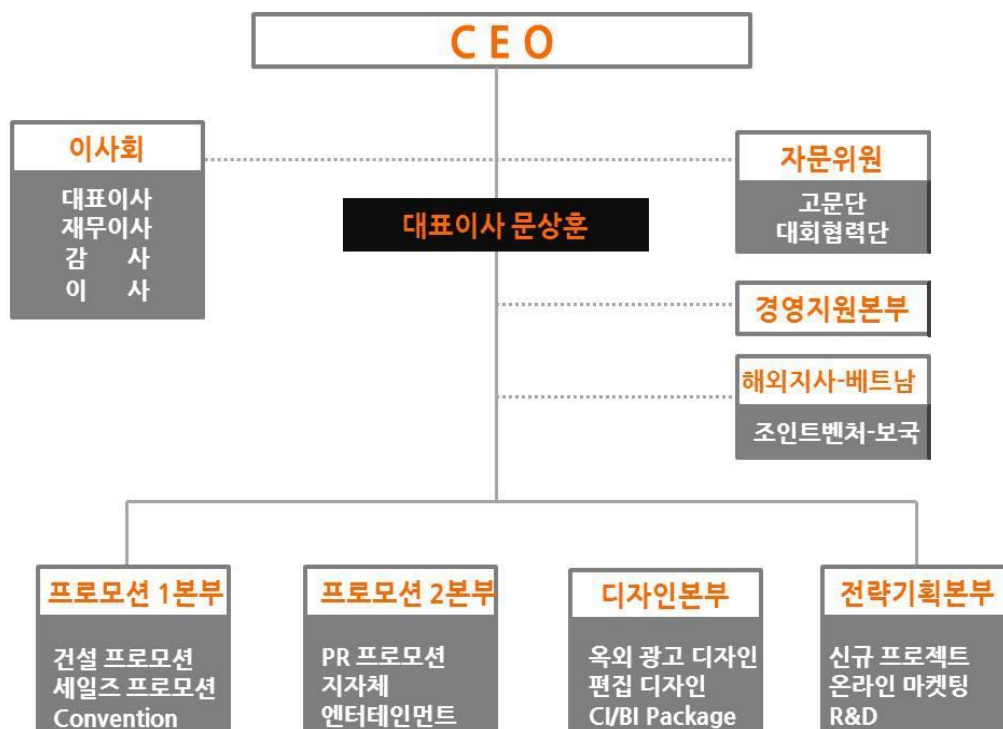 C E O
이사회
대표이사
재무이사
감 사
이 사
대표이사 문상훈
자문위원
고문단
대회협력단
경영지원본부
해외지사-베트남
조인트벤처-보국
프로모션 1본부
건설 프로모션
세일즈 프로모션
Convention
프로모션 2본부
PR 프로모션
지자체
엔터테인먼트
디자인본부
옥외 광고 디자인
편집 디자인
CI/BI Package
전략기획본부
신규 프로젝트
온라인 마켓팅
R&D